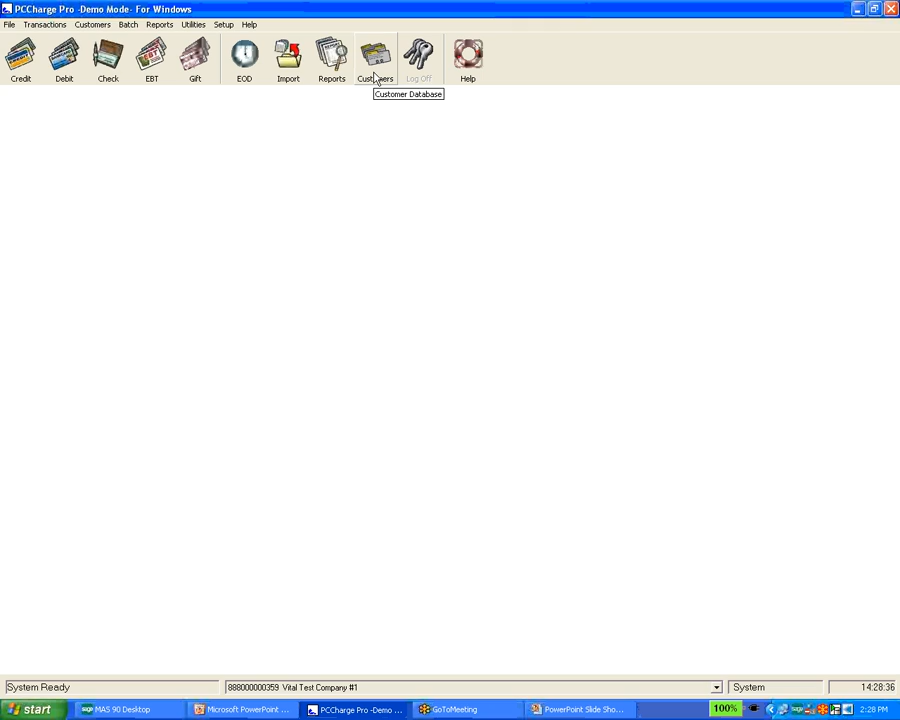 PCCharge Pro -Demo Mode- For Windows
File Transactions Customers Batch Reports Utilities Setup Help
Credit Debit Check EBT Gift EOD Import Reports Customers Log Off Help
Customer Database
System Ready 888000000359 Vital Test Company #1 System 14:28:36
start sage MAS 90 Desktop Microsoft PowerPoint ... PCCharge Pro -Demo ... GoToMeeting PowerPoint Slide Sho... 100% 2:28 PM